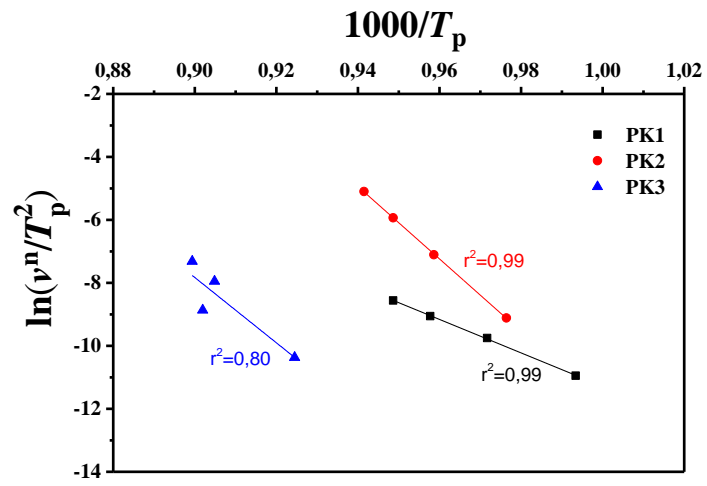 1000/Tp
0,88 0,90 0,92 0,94 0,96 0,98 1,00 1,02
-2
-4
-6
-8
-10
-12
-14
ln(νⁿ/T²p)
PK1
PK2
PK3
r²=0,99
r²=0,80
r²=0,99